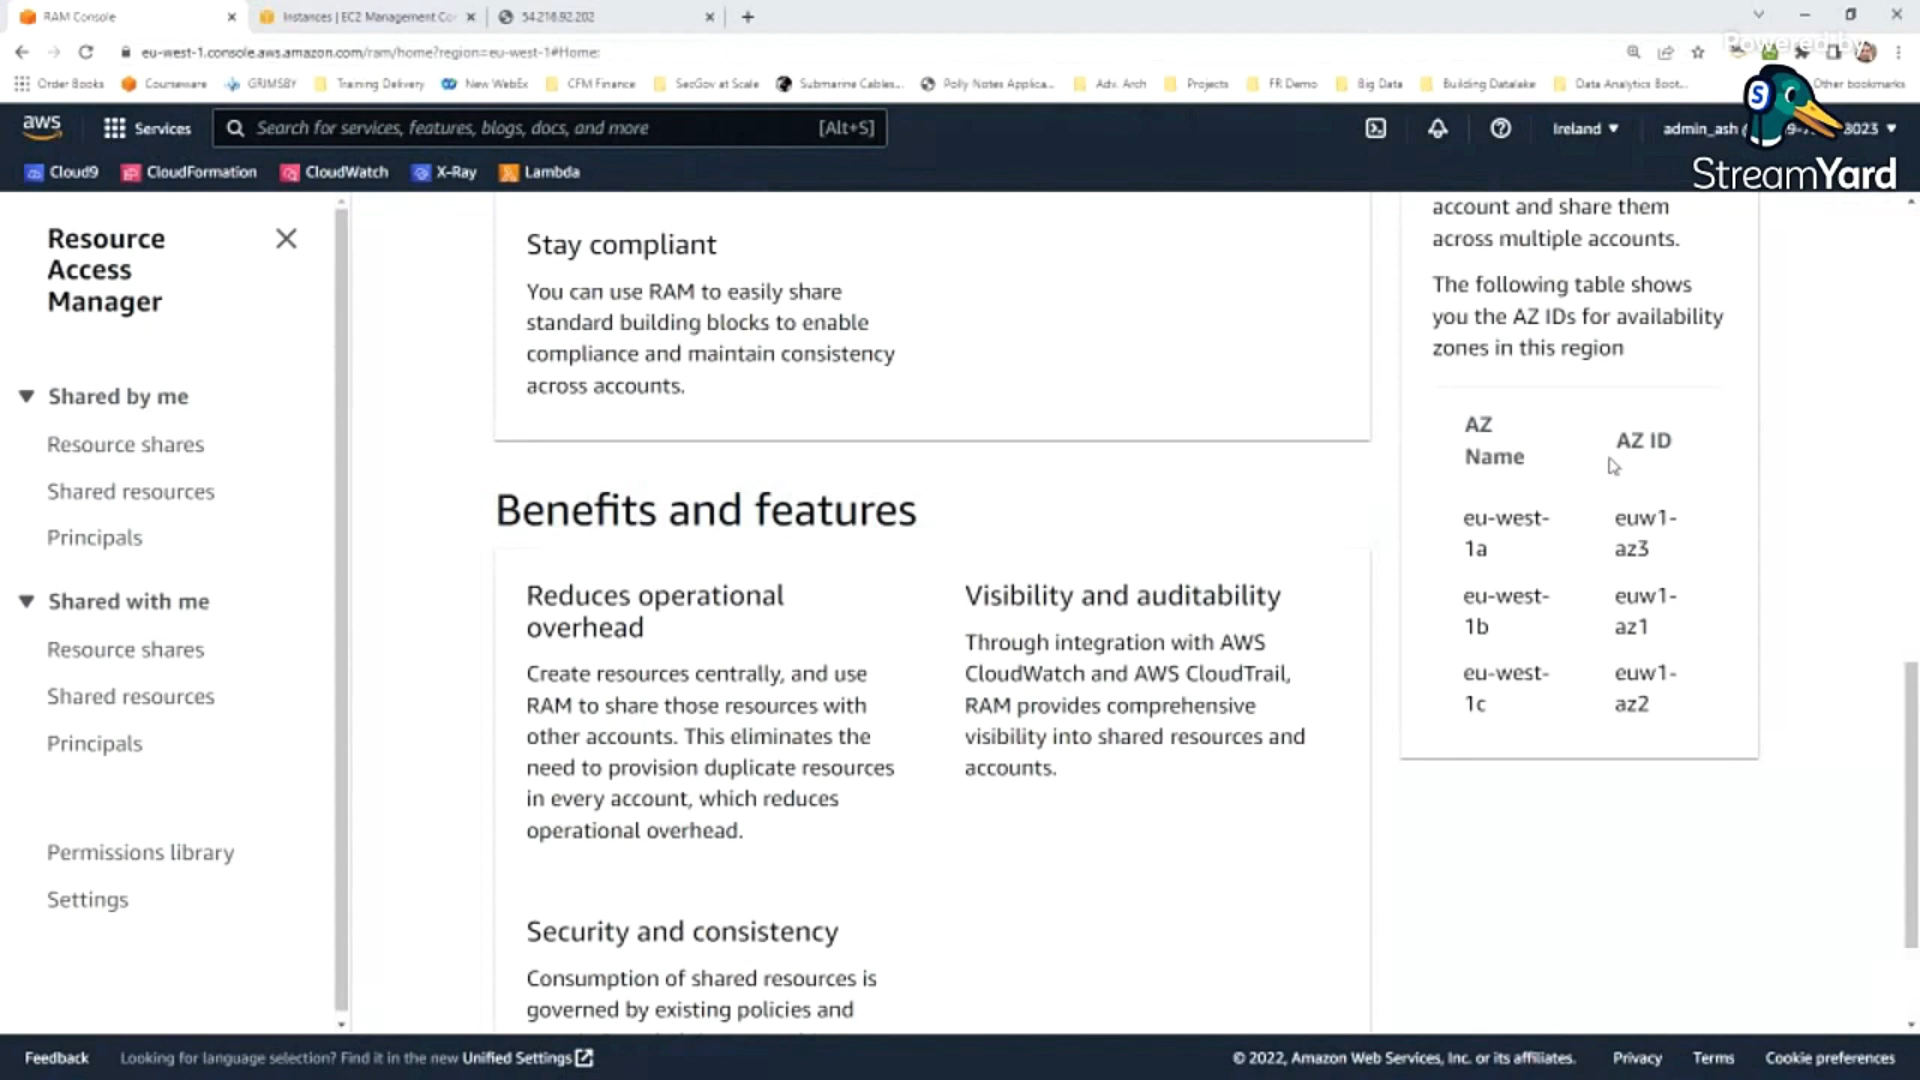 RAM Console
Instances | EC2 Management Co
54.216.92.202
eu-west-1.console.aws.amazon.com/ram/home?region=eu-west-1#Home:
Powered by
Order Books
Courseware
GRIMSBY
Training Delivery
New WebEx
CFM Finance
SecGov at Scale
Submarine Cables...
Polly Notes Applica...
Adv. Arch
Projects
FR Demo
Big Data
Building Datalake
Data Analytics Boot...
Other bookmarks
aws
Services
Search for services, features, blogs, docs, and more
[Alt+S]
Ireland
admin_ash
8023
StreamYard
Cloud9
CloudFormation
CloudWatch
X-Ray
Lambda
Resource
Access
Manager
Shared by me
Resource shares
Shared resources
Principals
Shared with me
Resource shares
Shared resources
Principals
Permissions library
Settings
Stay compliant
You can use RAM to easily share
standard building blocks to enable
compliance and maintain consistency
across accounts.
Benefits and features
Reduces operational
overhead
Create resources centrally, and use
RAM to share those resources with
other accounts. This eliminates the
need to provision duplicate resources
in every account, which reduces
operational overhead.
Visibility and auditability
Through integration with AWS
CloudWatch and AWS CloudTrail,
RAM provides comprehensive
visibility into shared resources and
accounts.
Security and consistency
Consumption of shared resources is
governed by existing policies and
account and share them
across multiple accounts.
The following table shows
you the AZ IDs for availability
zones in this region
AZ
Name
AZ ID
eu-west-
1a
euw1-
az3
eu-west-
1b
euw1-
az1
eu-west-
1c
euw1-
az2
Feedback
Looking for language selection? Find it in the new Unified Settings
© 2022, Amazon Web Services, Inc. or its affiliates.
Privacy
Terms
Cookie preferences